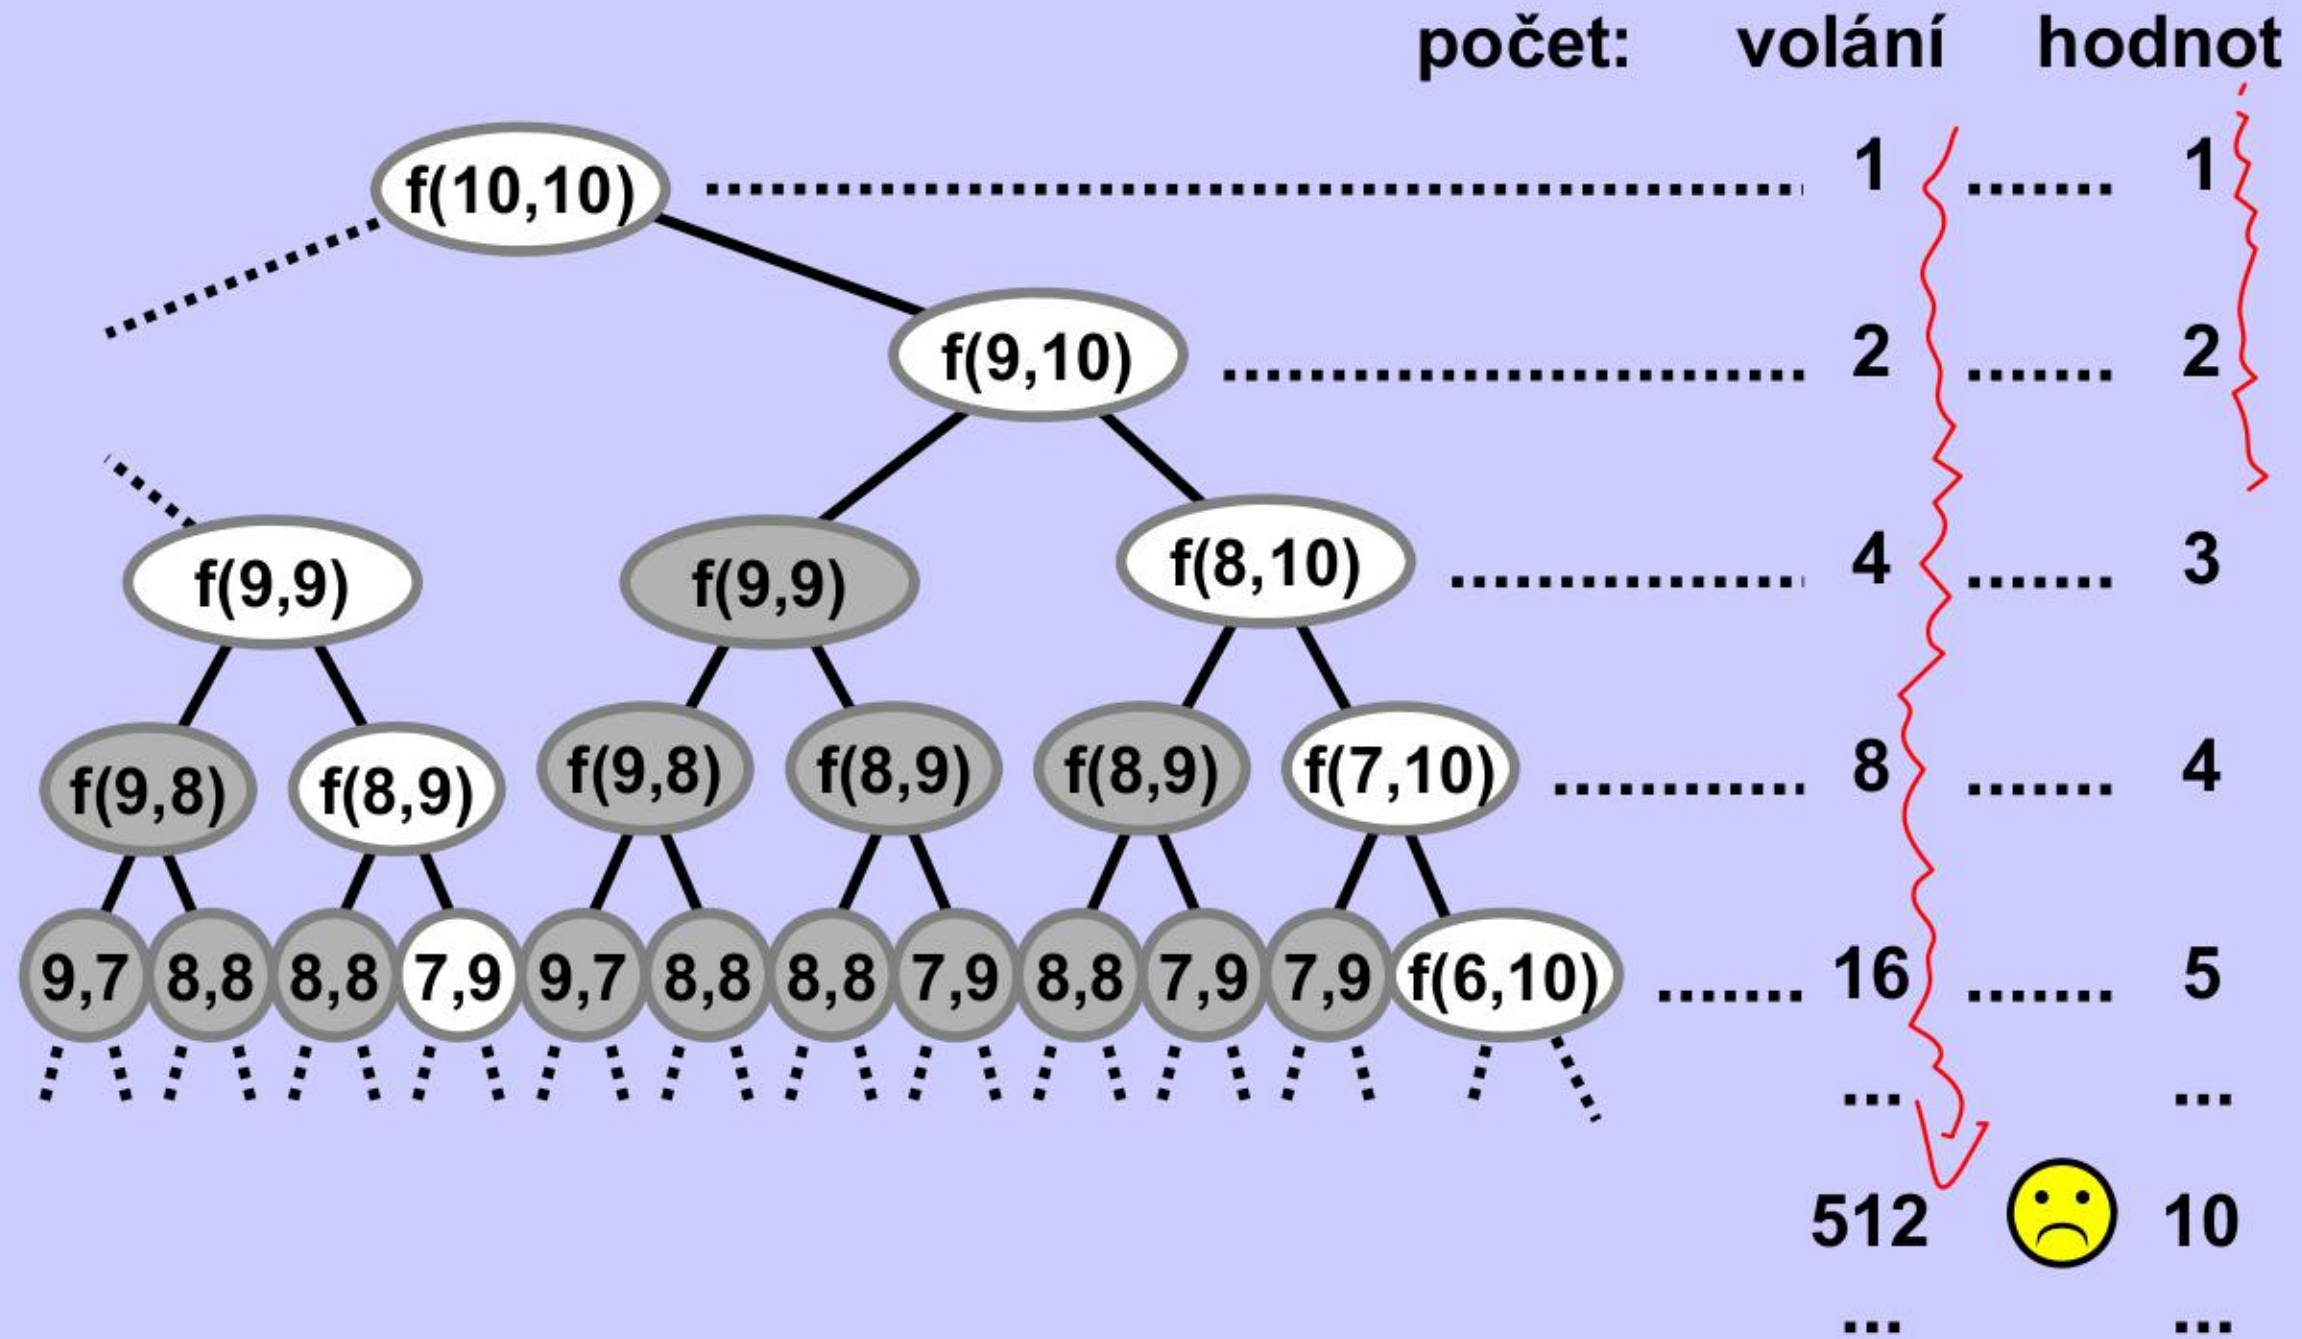 počet: volání hodnot
f(10,10) 1 1
f(9,10) 2 2
f(9,9) f(9,9) f(8,10) 4 3
f(9,8) f(8,9) f(9,8) f(8,9) f(8,9) f(7,10) 8 4
9,7 8,8 8,8 7,9 9,7 8,8 8,8 7,9 8,8 7,9 7,9 f(6,10) 16 5
... ...
512 10
... ...